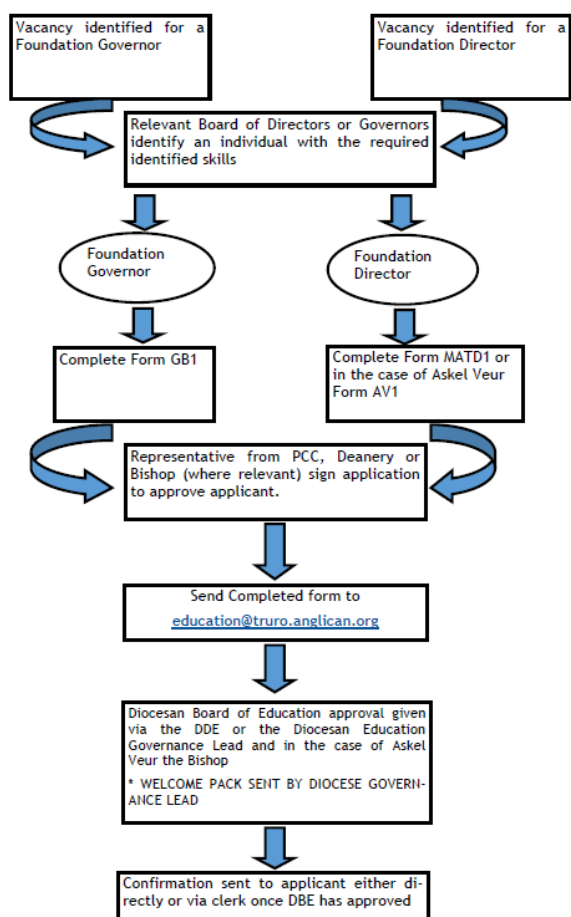 Vacancy identified for a
Foundation Governor
Vacancy identified for a
Foundation Director
Relevant Board of Directors or Governors
identify an individual with the required
identified skills
Foundation
Governor
Foundation
Director
Complete Form GB1
Complete Form MATD1 or
in the case of Askel Veur
Form AV1
Representative from PCC, Deanery or
Bishop (where relevant) sign application
to approve applicant.
Send Completed form to
education@truro.anglican.org
Diocesan Board of Education approval given
via the DDE or the Diocesan Education
Governance Lead and in the case of Askel
Veur the Bishop
* WELCOME PACK SENT BY DIOCESE GOVERN-
ANCE LEAD
Confirmation sent to applicant either di-
rectly or via clerk once DBE has approved